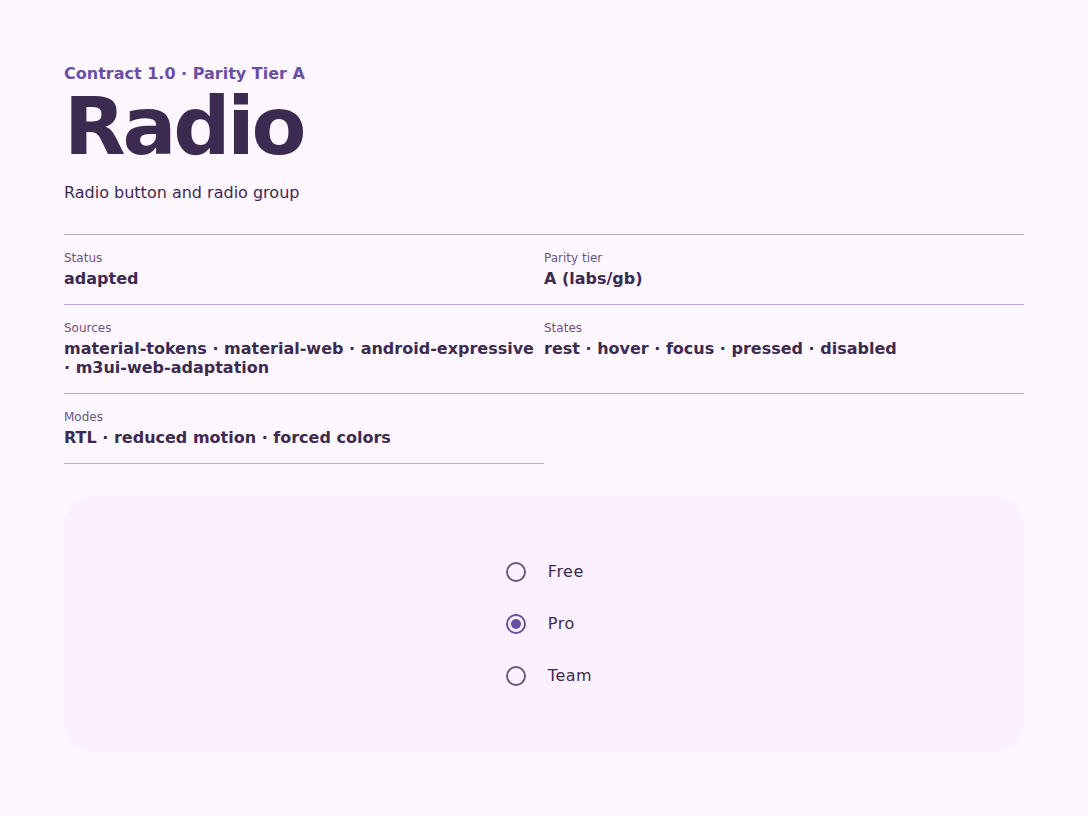 Contract 1.0 · Parity Tier A
Radio
Radio button and radio group
Status
adapted
Parity tier
A (labs/gb)
Sources
material-tokens · material-web · android-expressive
· m3ui-web-adaptation
States
rest · hover · focus · pressed · disabled
Modes
RTL · reduced motion · forced colors
Free
Pro
Team